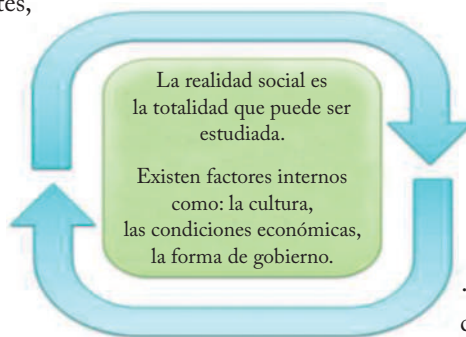 La realidad social es
la totalidad que puede ser
estudiada.
Existen factores internos
como: la cultura,
las condiciones económicas,
la forma de gobierno.